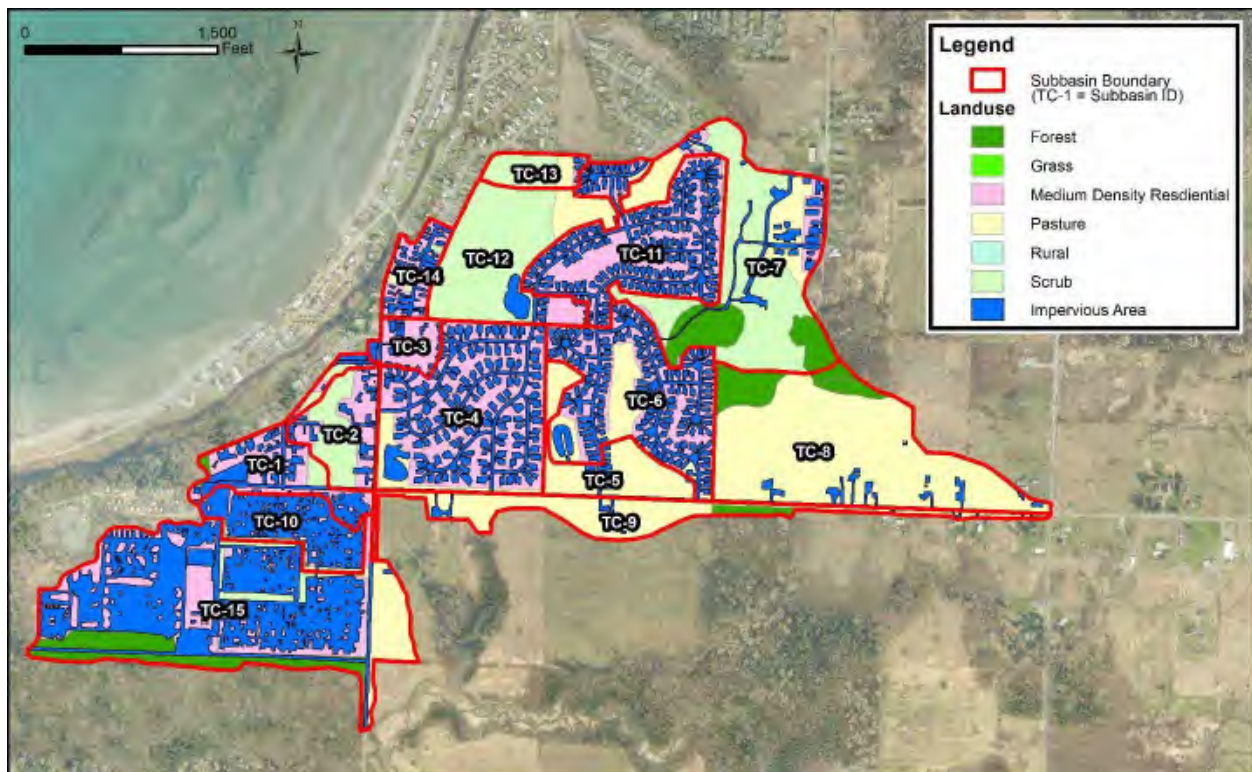 0 1,500
Feet
N
Legend
Subbasin Boundary
(TC-1 = Subbasin ID)
Landuse
Forest
Grass
Medium Density Resdiential
Pasture
Rural
Scrub
Impervious Area
TC-13
TC-11
TC-12
TC-7
TC-14
TC-3
TC-4
TC-6
TC-2
TC-8
TC-1
TC-5
TC-10
TC-9
TC-15